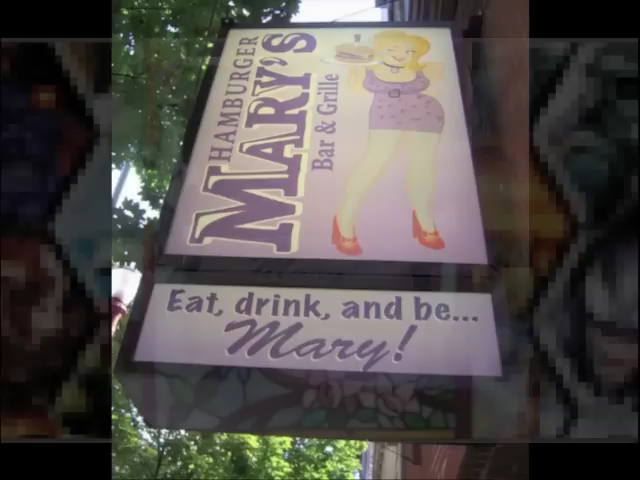 HAMBURGER
MARY'S
Bar & Grille
Eat, drink, and be...
Mary!